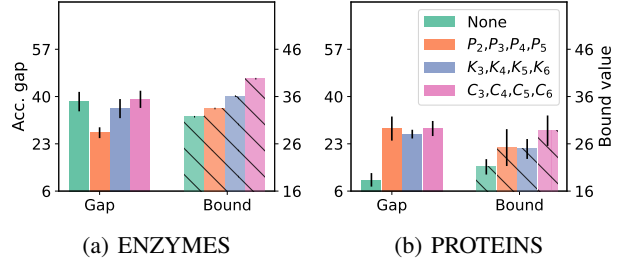 None
P2,P3,P4,P5
K3,K4,K5,K6
C3,C4,C5,C6
Acc. gap
57
40
23
6
46
36
26
16
Gap
Bound
57
40
23
6
46
36
26
16
Bound value
Gap
Bound
(a) ENZYMES
(b) PROTEINS